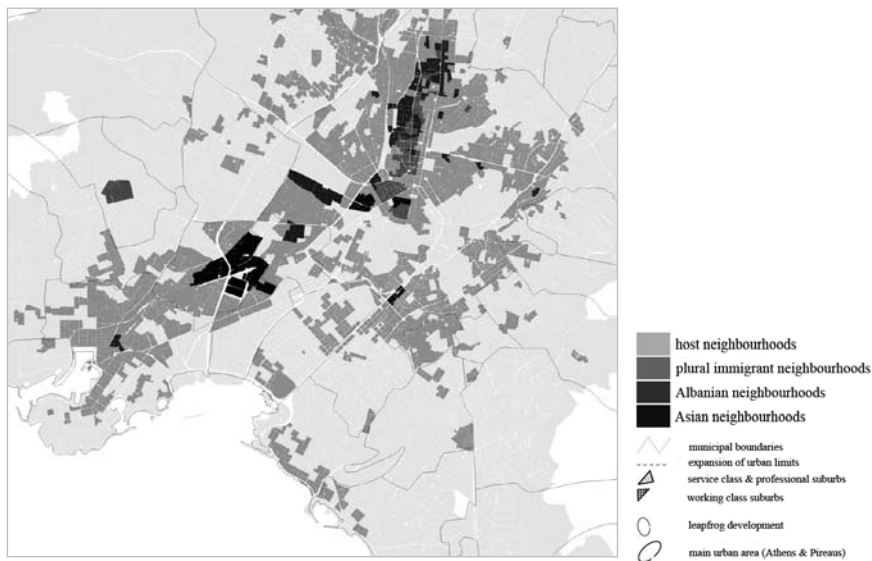 host neighbourhoods
plural immigrant neighbourhoods
Albanian neighbourhoods
Asian neighbourhoods
municipal boundaries
expansion of urban limits
service class & professional suburbs
working class suburbs
leapfrog development
main urban area (Athens & Pireaus)